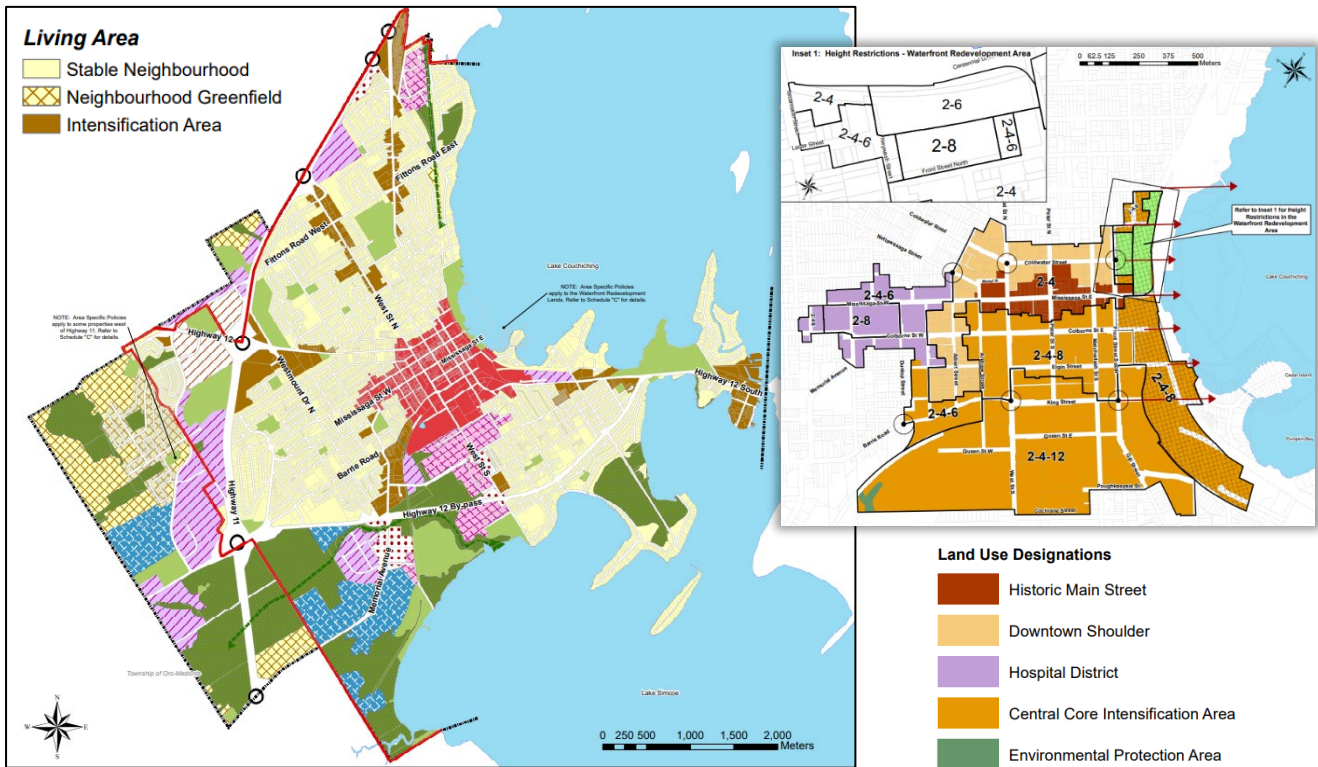 Living Area
Stable Neighbourhood
Neighbourhood Greenfield
Intensification Area
Fittons Road East
Fittons Road West
West St N
Lake Couchiching
NOTE: Area Specific Policies
apply to the Waterfront Redevelopment
Lands. Refer to Schedule "C" for details.
NOTE: Area Specific Policies
apply to some properties west
of Highway 11. Refer to
Schedule "C" for details.
Highway 12
Westmount Dr N
Mississaga St E
Mississaga St W
Highway 12 South
Barrie Road
West St S
Highway 11
Highway 12 By-pass
Memorial Avenue
Township of Oro-Medonte
Lake Simcoe
N
W
E
S
0 250 500 1,000 1,500 2,000
Meters
Inset 1: Height Restrictions - Waterfront Redevelopment Area
0 62.5 125 250 375 500
Meters
2-4
2-6
2-4-6
2-8
2-4-6
Front Street North
2-4
Refer to Inset 1 for Height
Restrictions in the
Waterfront Redevelopment
Area
Coldwater Road
Peter St N
Coldwater Street
Lake Couchiching
2-4-6
2-4
Mississaga St W
Mississaga St E
2-8
Colborne St W
Colborne St E
2-4-8
Memorial Avenue
Elgin Street
2-4-8
2-4-6
King Street
Barrie Road
Queen St E
Queen St W
2-4-12
West St S
Cochrane Street
Land Use Designations
Historic Main Street
Downtown Shoulder
Hospital District
Central Core Intensification Area
Environmental Protection Area